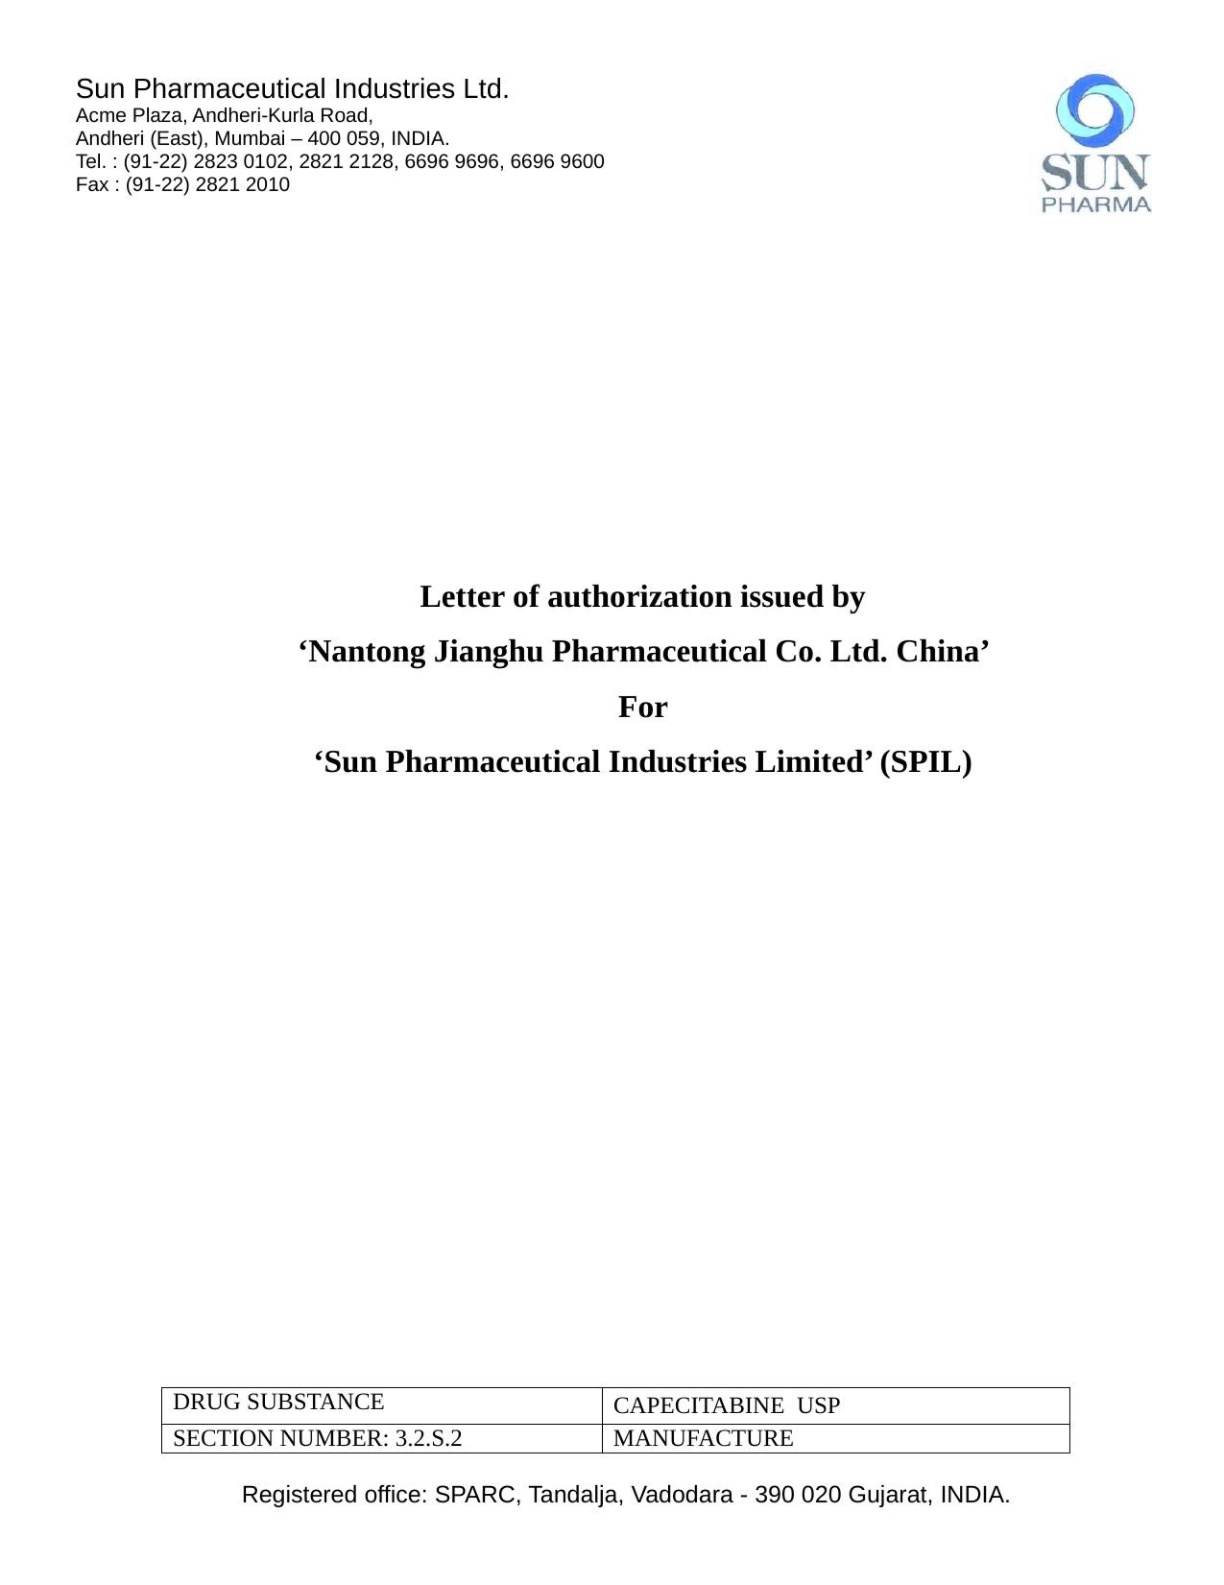 Sun Pharmaceutical Industries Ltd.
Acme Plaza, Andheri-Kurla Road,
Andheri (East), Mumbai – 400 059, INDIA.
Tel. : (91-22) 2823 0102, 2821 2128, 6696 9696, 6696 9600
Fax : (91-22) 2821 2010
SUN
PHARMA
Letter of authorization issued by
‘Nantong Jianghu Pharmaceutical Co. Ltd. China’
For
‘Sun Pharmaceutical Industries Limited’ (SPIL)
DRUG SUBSTANCE CAPECITABINE  USP
SECTION NUMBER: 3.2.S.2 MANUFACTURE
Registered office: SPARC, Tandalja, Vadodara - 390 020 Gujarat, INDIA.